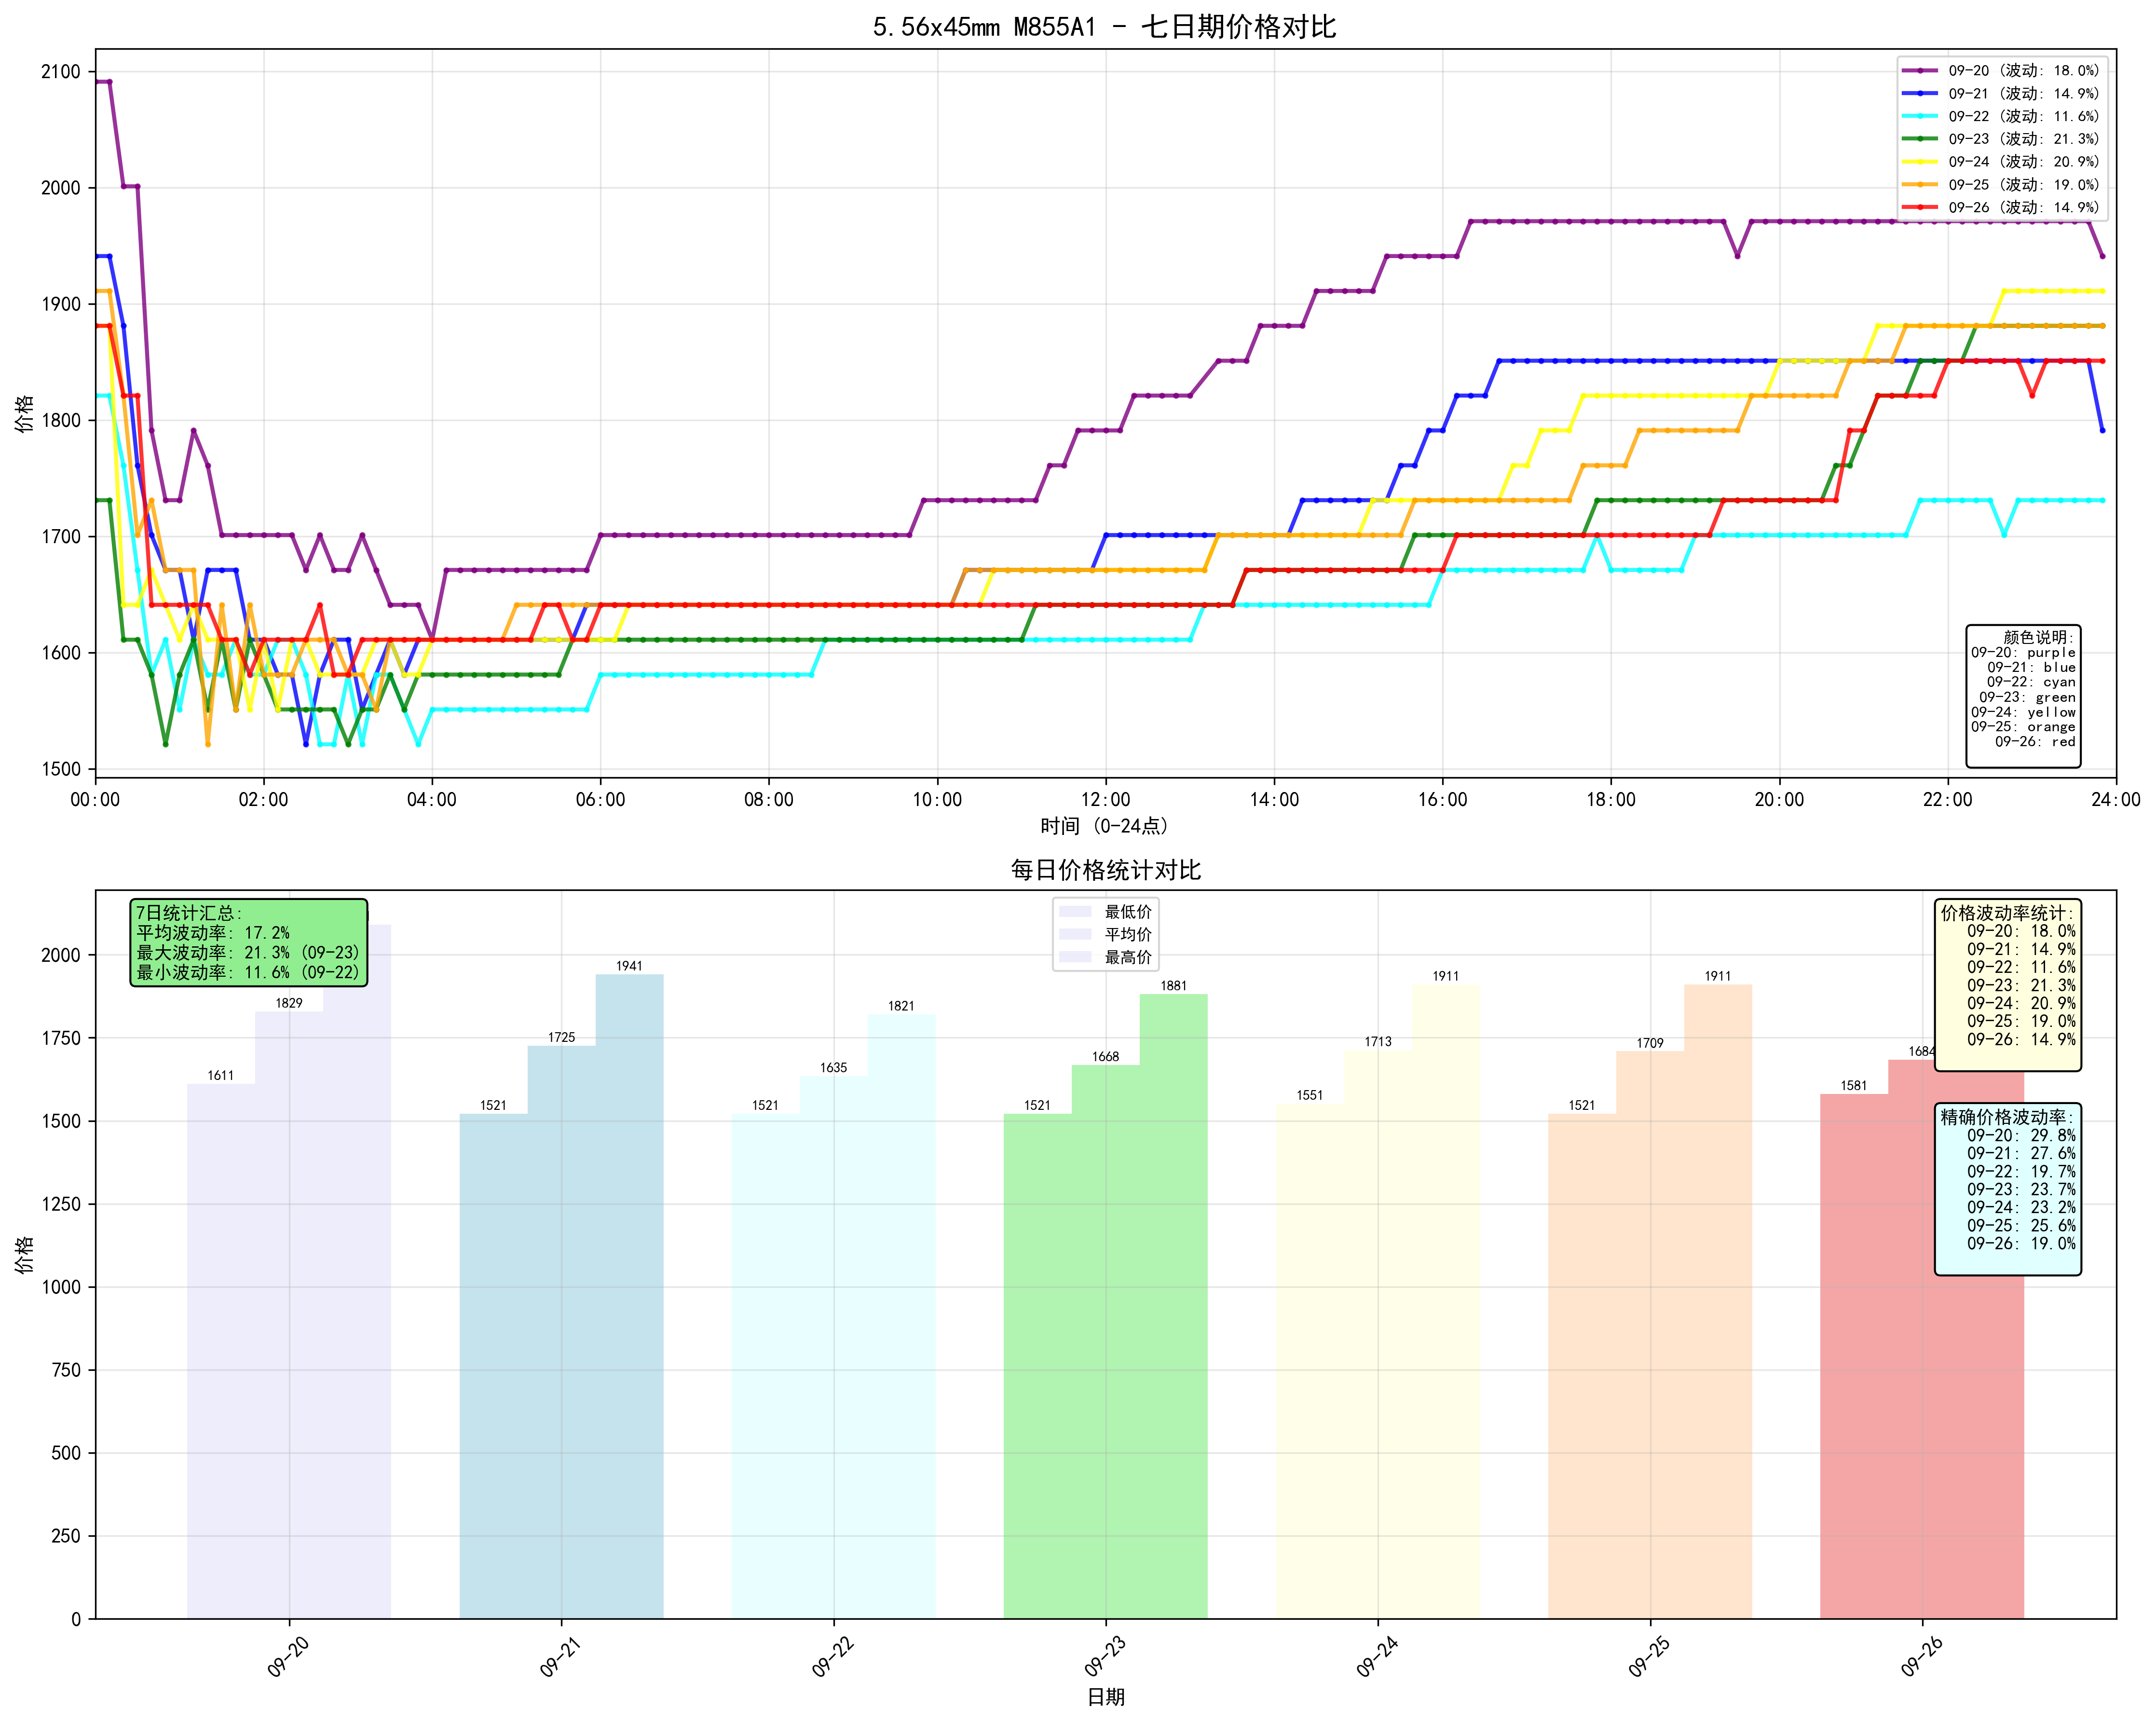 5.56x45mm M855A1 - 七日期价格对比
价格
2100
2000
1900
1800
1700
1600
1500
09-20 (波动: 18.0%)
09-21 (波动: 14.9%)
09-22 (波动: 11.6%)
09-23 (波动: 21.3%)
09-24 (波动: 20.9%)
09-25 (波动: 19.0%)
09-26 (波动: 14.9%)
颜色说明:
09-20: purple
09-21: blue
09-22: cyan
09-23: green
09-24: yellow
09-25: orange
09-26: red
00:00 02:00 04:00 06:00 08:00 10:00 12:00 14:00 16:00 18:00 20:00 22:00 24:00
时间 (0-24点)
每日价格统计对比
价格
2000
1750
1500
1250
1000
750
500
250
0
7日统计汇总:
平均波动率: 17.2%
最大波动率: 21.3% (09-23)
最小波动率: 11.6% (09-22)
最低价
平均价
最高价
价格波动率统计:
09-20: 18.0%
09-21: 14.9%
09-22: 11.6%
09-23: 21.3%
09-24: 20.9%
09-25: 19.0%
09-26: 14.9%
精确价格波动率:
09-20: 29.8%
09-21: 27.6%
09-22: 19.7%
09-23: 23.7%
09-24: 23.2%
09-25: 25.6%
09-26: 19.0%
1611 1829
1521 1725 1941
1521 1635 1821
1521 1668 1881
1551 1713 1911
1521 1709 1911
1581 1684
09-20 09-21 09-22 09-23 09-24 09-25 09-26
日期